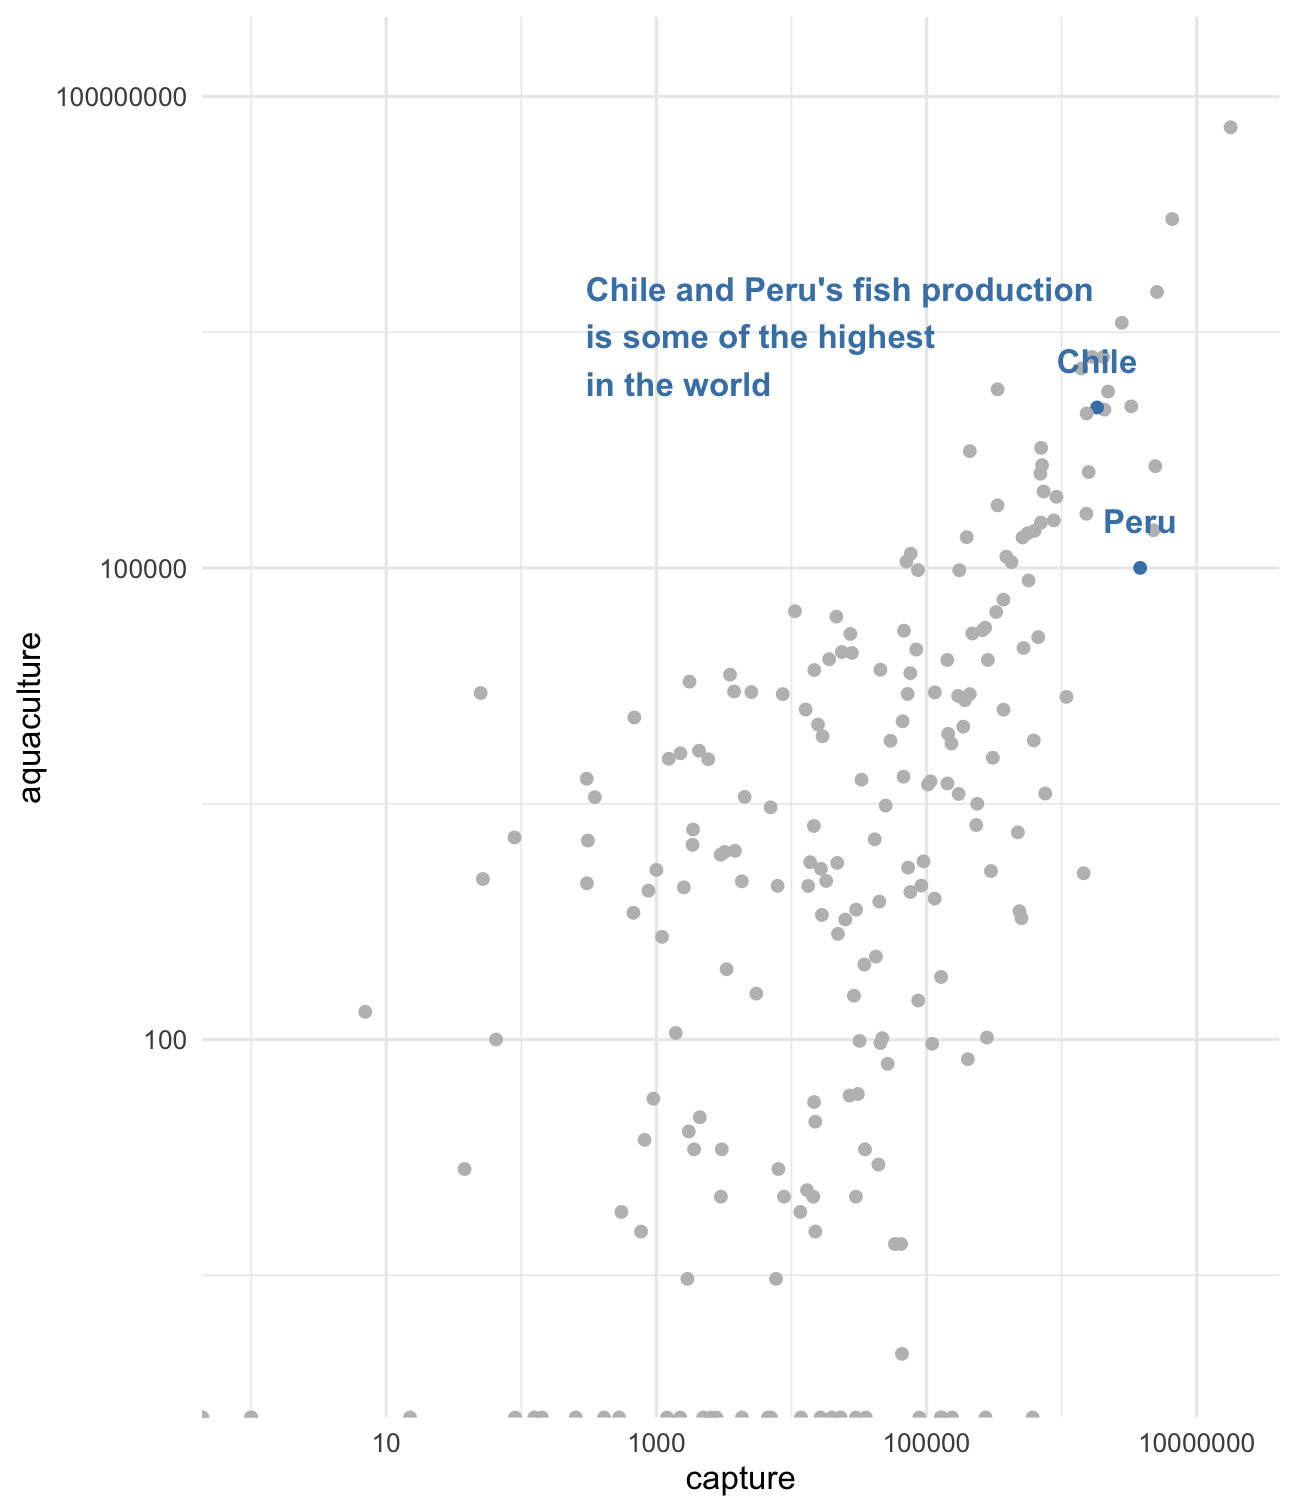 100000000
Chile and Peru's fish production
is some of the highest
in the world
Chile
Peru
100000
aquaculture
100
10
1000
100000
10000000
capture